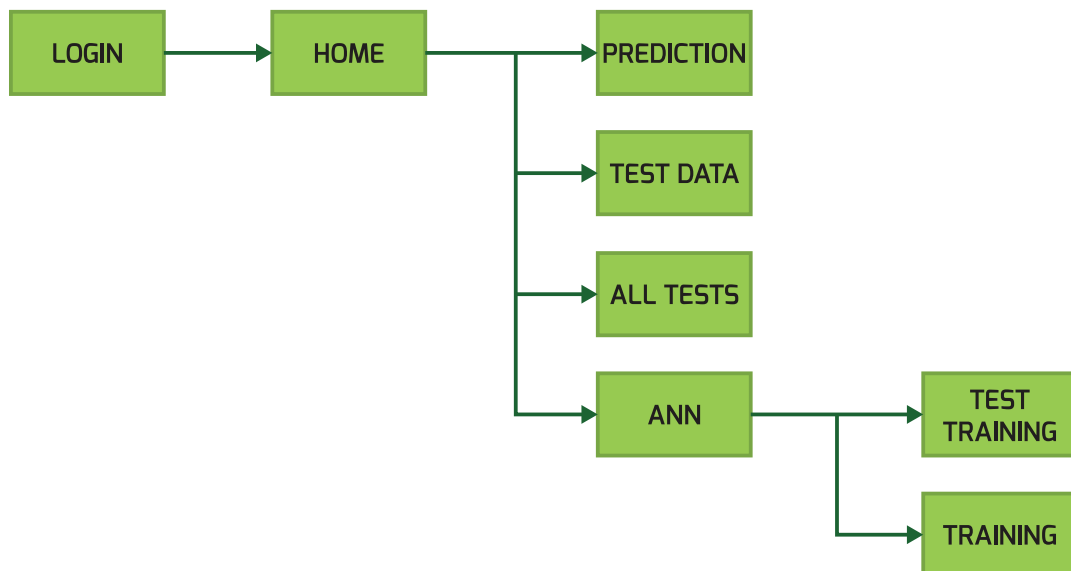 LOGIN
HOME
PREDICTION
TEST DATA
ALL TESTS
ANN
TEST
TRAINING
TRAINING